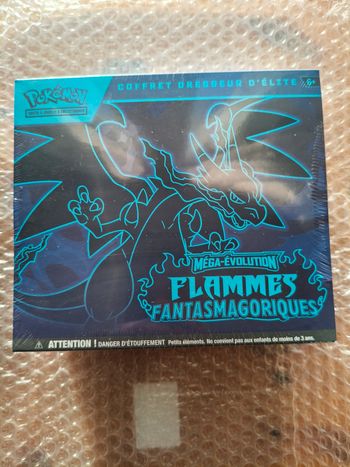 POKÉMON
COFFRET DRESSEUR D'ÉLITE
6+
MÉGA-ÉVOLUTION
FLAMMES
FANTASMAGORIQUES
ATTENTION ! DANGER D'ÉTOUFFEMENT Petits éléments. Ne convient pas aux enfants de moins de 3 ans.